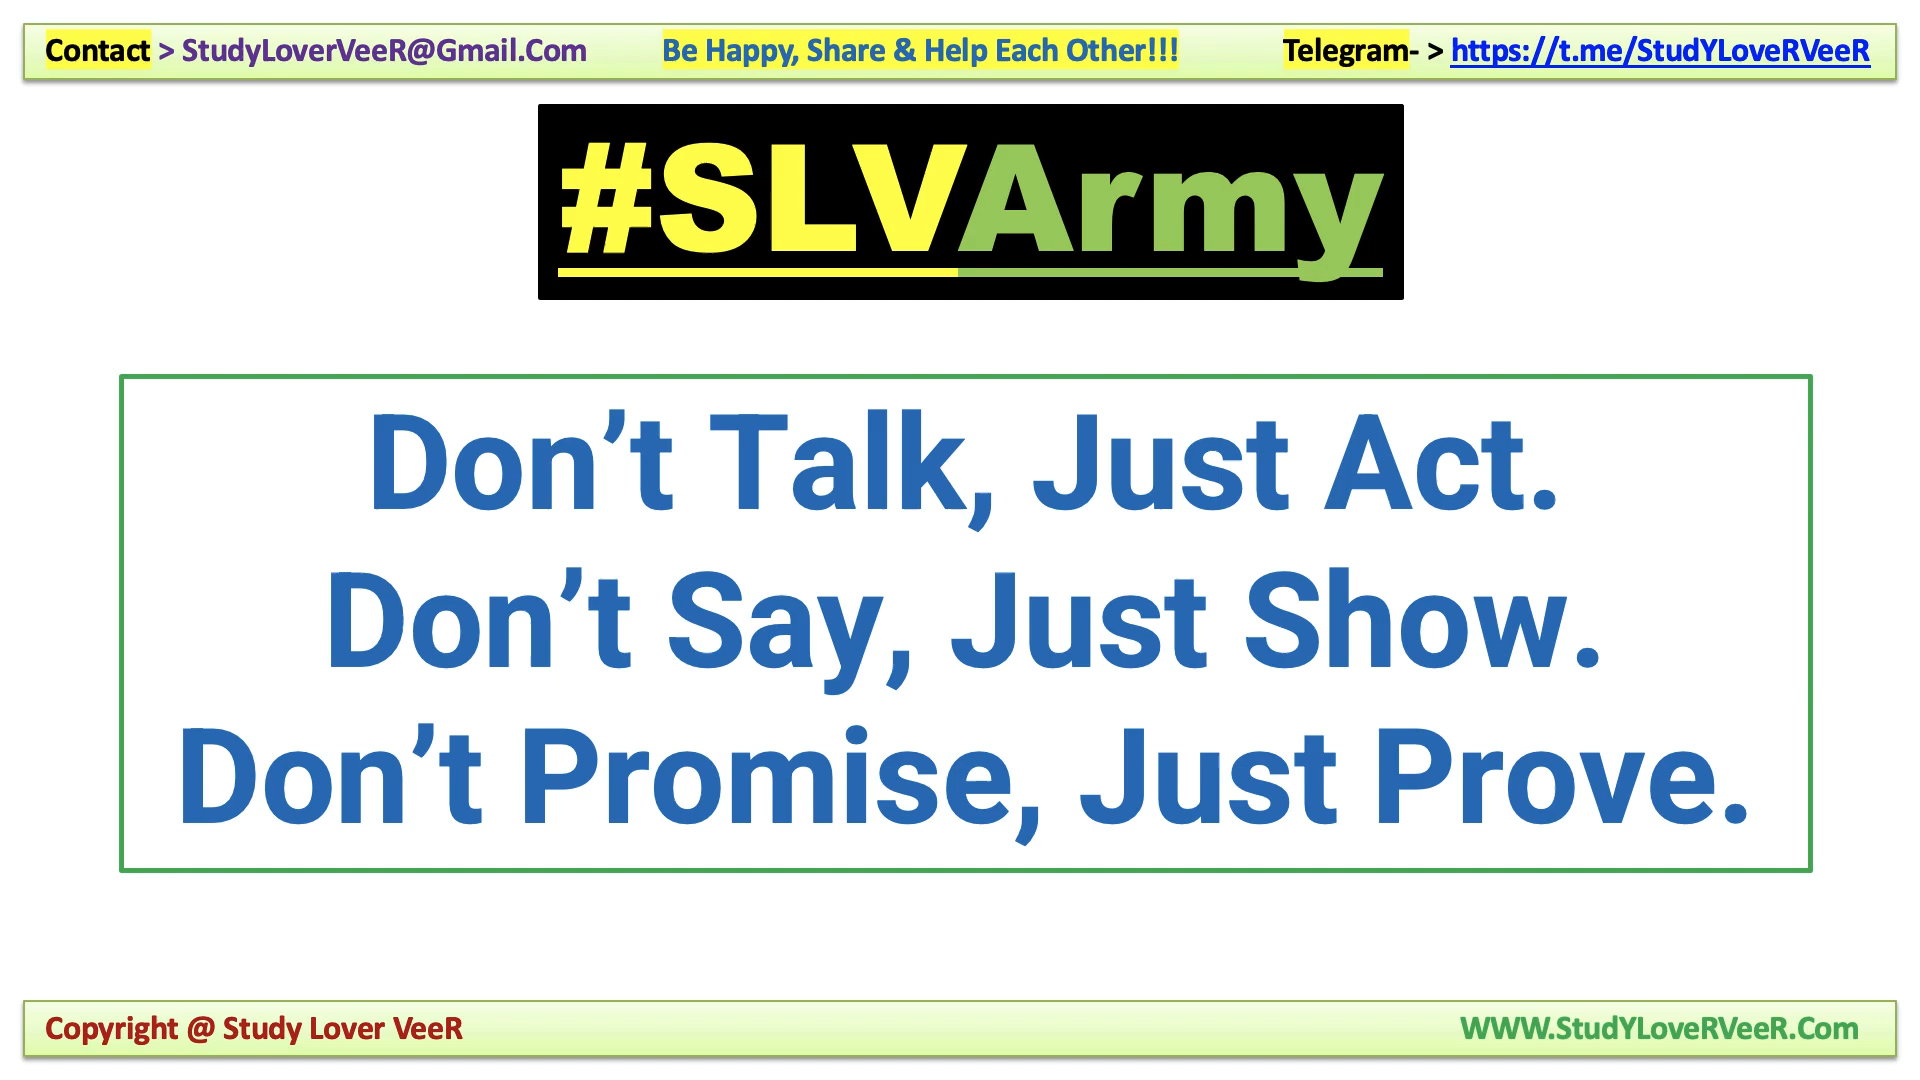 Contact > StudyLoverVeeR@Gmail.Com Be Happy, Share & Help Each Other!!! Telegram- > https://t.me/StudYLoveRVeeR
#SLVArmy
Don’t Talk, Just Act.
Don’t Say, Just Show.
Don’t Promise, Just Prove.
Copyright @ Study Lover VeeR WWW.StudYLoveRVeeR.Com